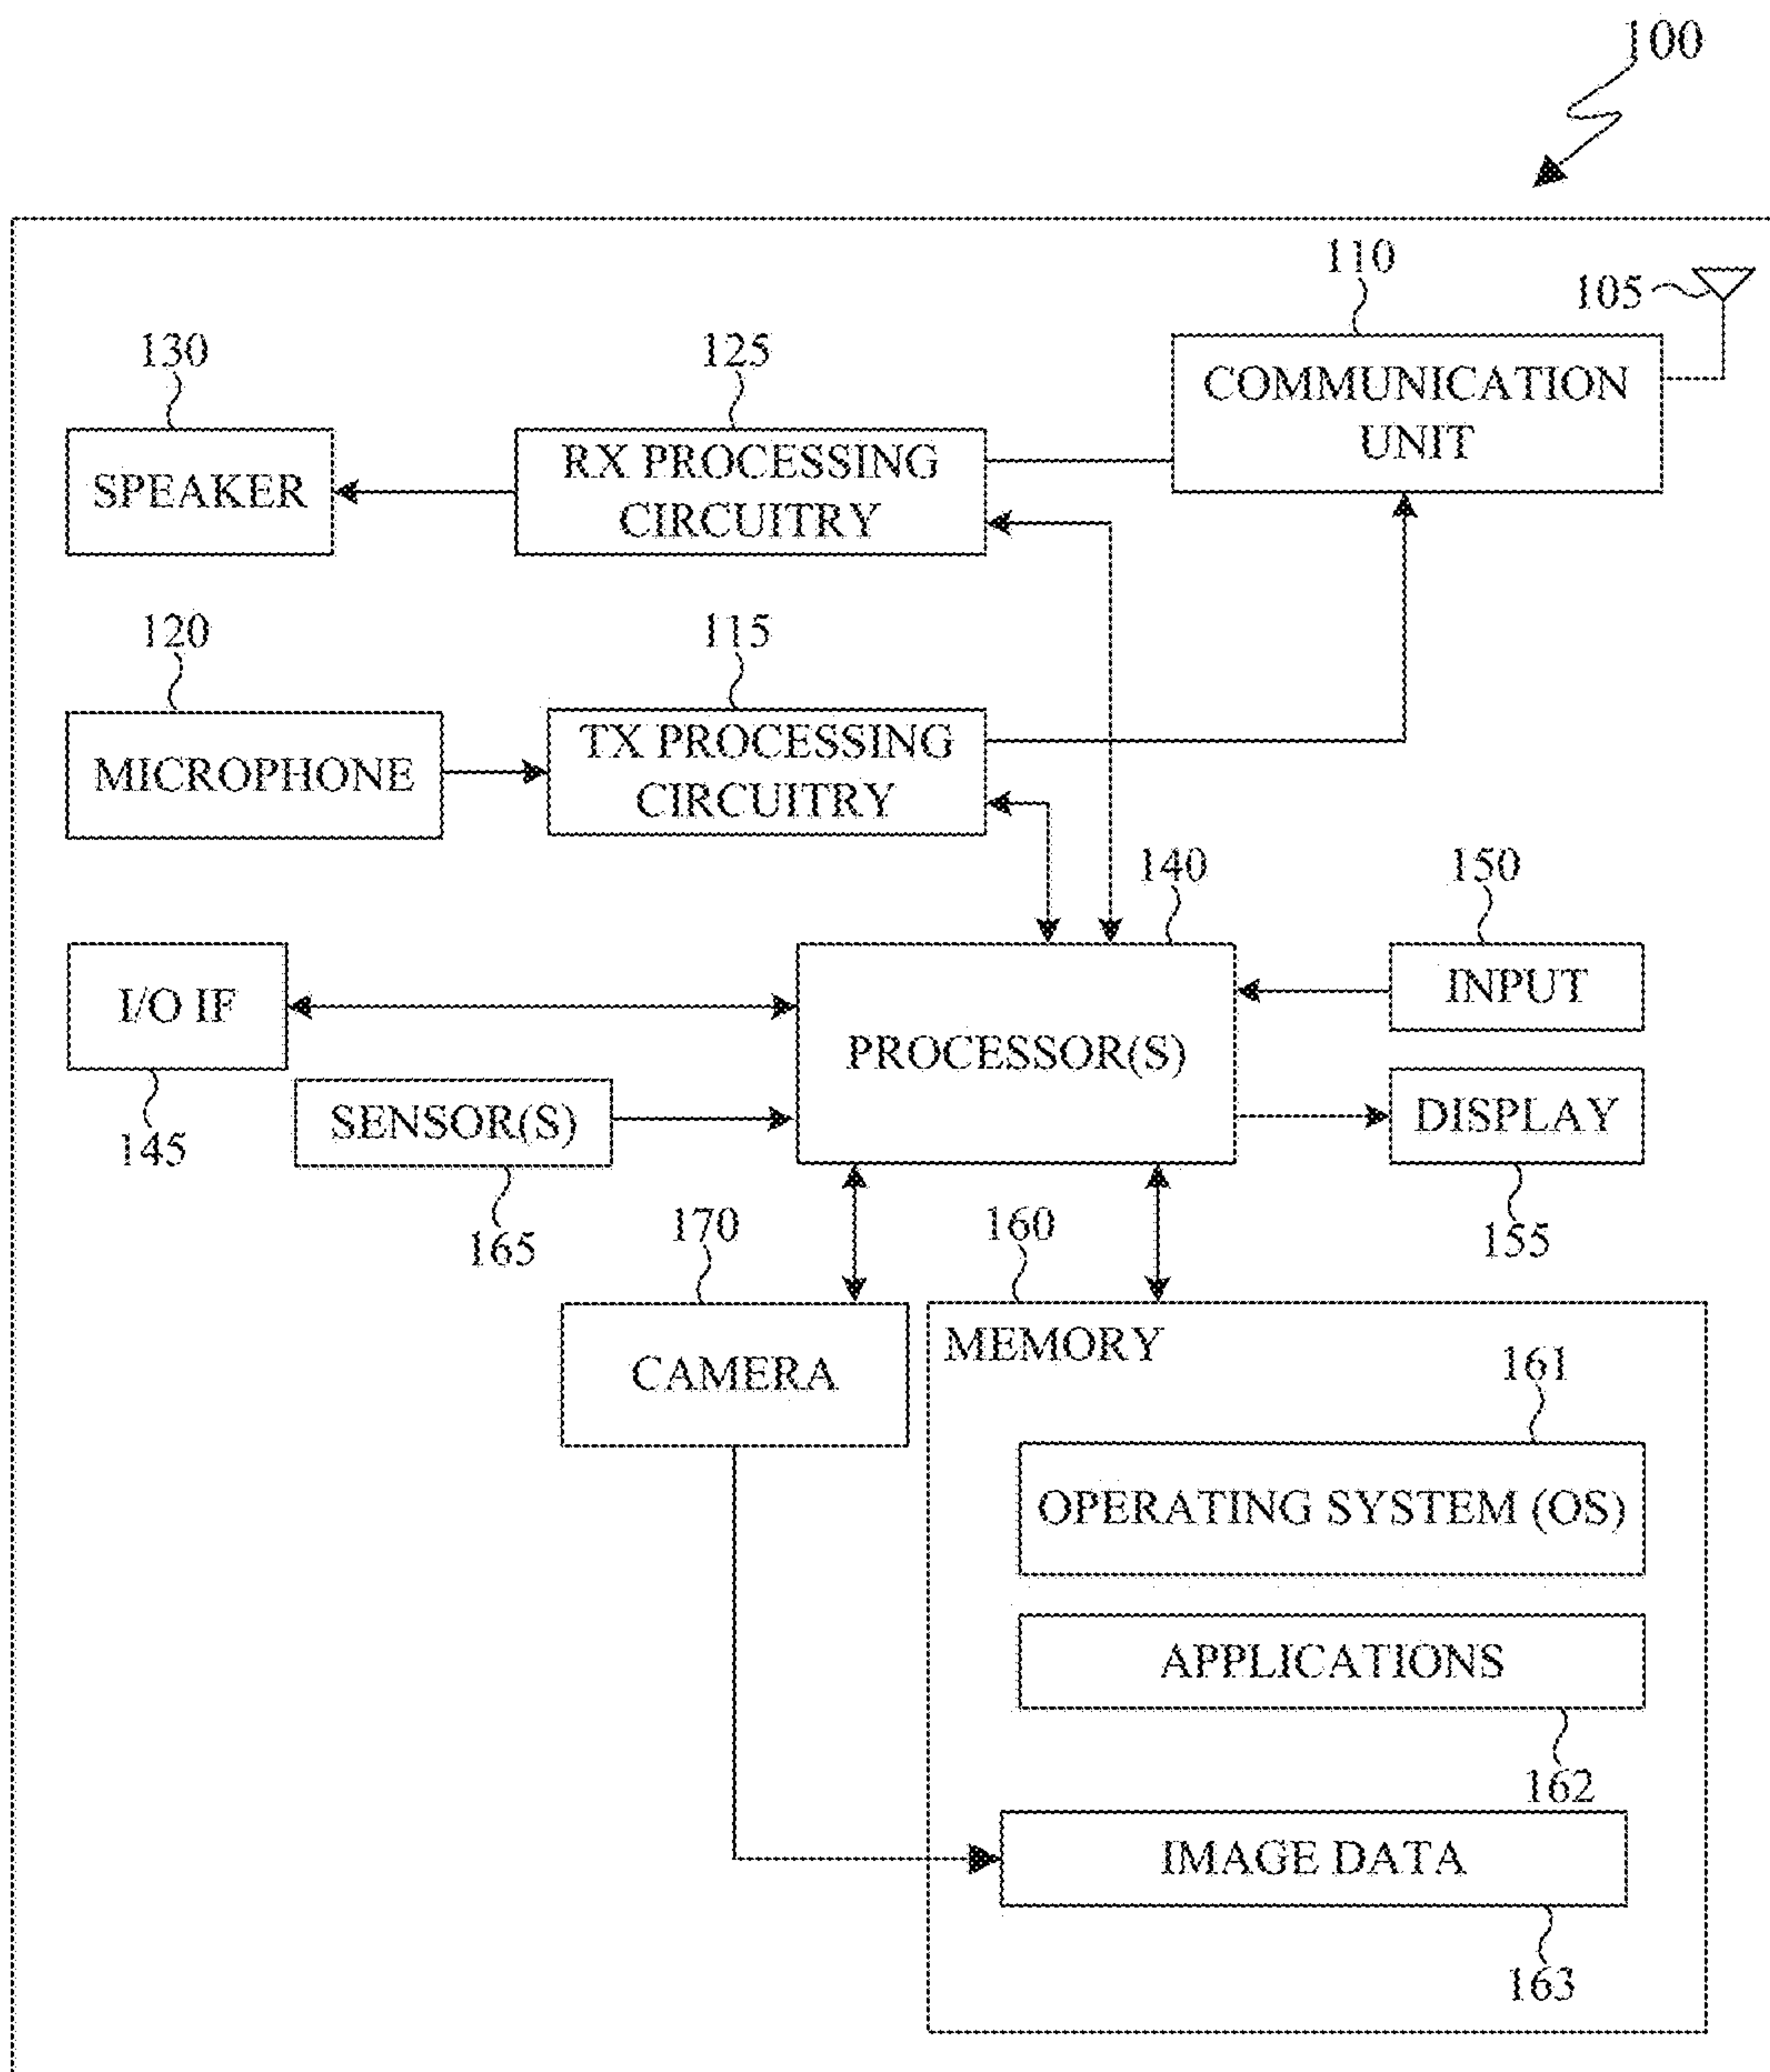 100
110
105
130
125
COMMUNICATION
UNIT
SPEAKER
RX PROCESSING
CIRCUITRY
120
115
MICROPHONE
TX PROCESSING
CIRCUITRY
140
150
I/O IF
PROCESSOR(S)
INPUT
SENSOR(S)
DISPLAY
145
165
170
160
155
CAMERA
MEMORY
161
OPERATING SYSTEM (OS)
APPLICATIONS
162
IMAGE DATA
163